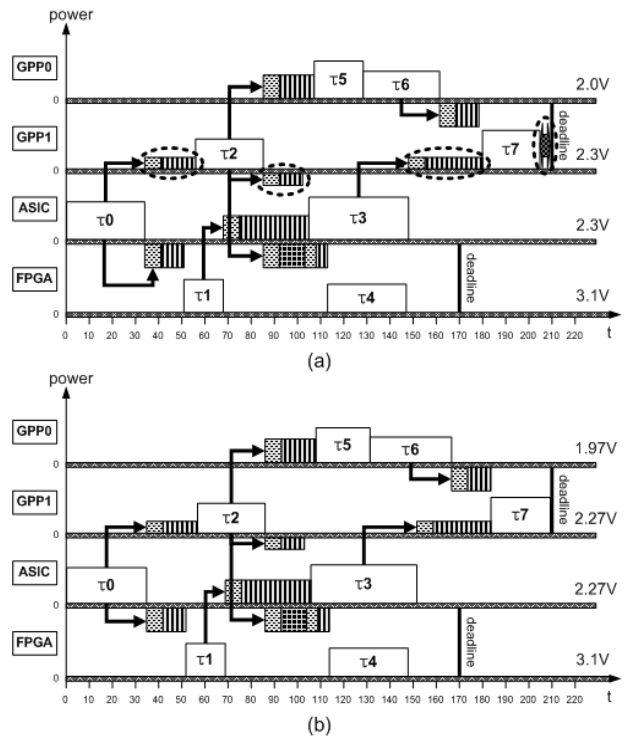 power
GPP0
0
τ5
τ6
2.0V
GPP1
0
τ2
τ7
deadline
2.3V
ASIC
0
τ0
τ3
2.3V
FPGA
0
τ1
τ4
deadline
3.1V
0 10 20 30 40 50 60 70 80 90 100 110 120 130 140 150 160 170 180 190 200 210 220 t
(a)
power
GPP0
0
τ5
τ6
1.97V
GPP1
0
τ2
τ7
deadline
2.27V
ASIC
0
τ0
τ3
2.27V
FPGA
0
τ1
τ4
deadline
3.1V
0 10 20 30 40 50 60 70 80 90 100 110 120 130 140 150 160 170 180 190 200 210 220 t
(b)